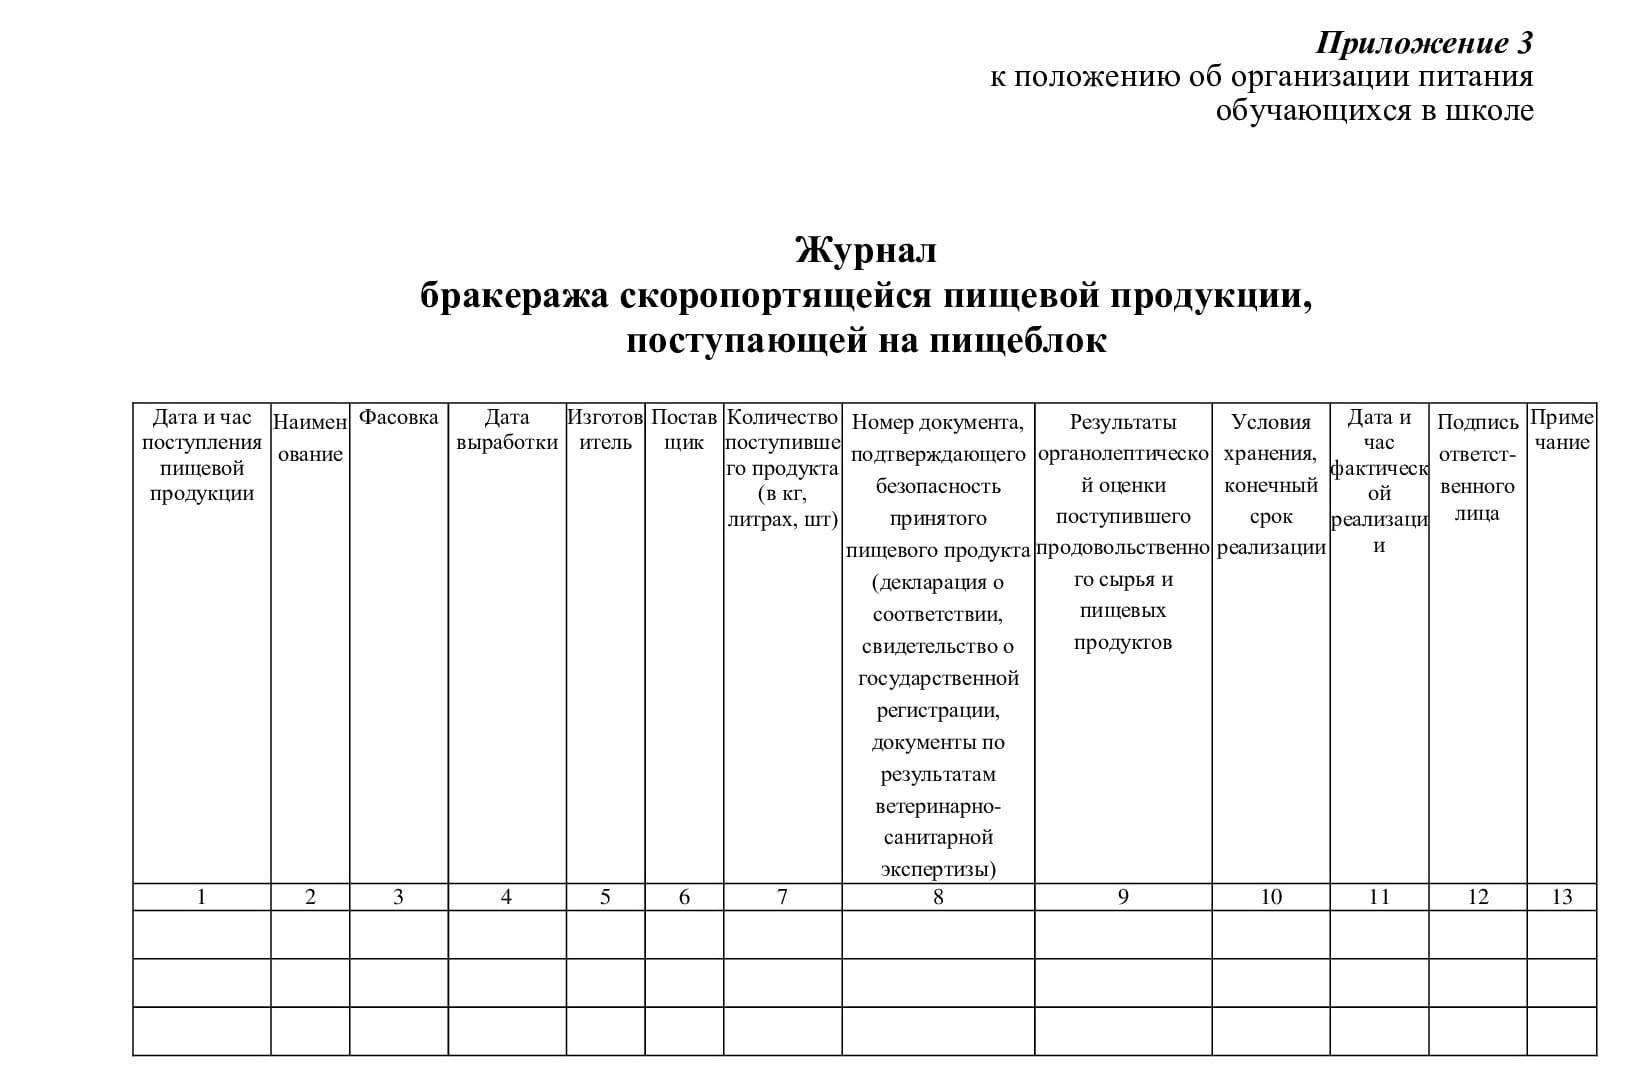 Приложение 3
к положению об организации питания
обучающихся в школе
Журнал
бракеража скоропортящейся пищевой продукции,
поступающей на пищеблок
Дата и час
поступления
пищевой
продукции
Наимен
ование
Фасовка
Дата
выработки
Изготов
итель
Постав
щик
Количество
поступивше
го продукта
(в кг,
литрах, шт)
Номер документа,
подтверждающего
безопасность
принятого
пищевого продукта
(декларация о
соответствии,
свидетельство о
государственной
регистрации,
документы по
результатам
ветеринарно-
санитарной
экспертизы)
Результаты
органолептическо
й оценки
поступившего
продовольственно
го сырья и
пищевых
продуктов
Условия
хранения,
конечный
срок
реализации
Дата и
час
фактическ
ой
реализаци
и
Подпись
ответст-
венного
лица
Приме
чание
1 2 3 4 5 6 7 8 9 10 11 12 13